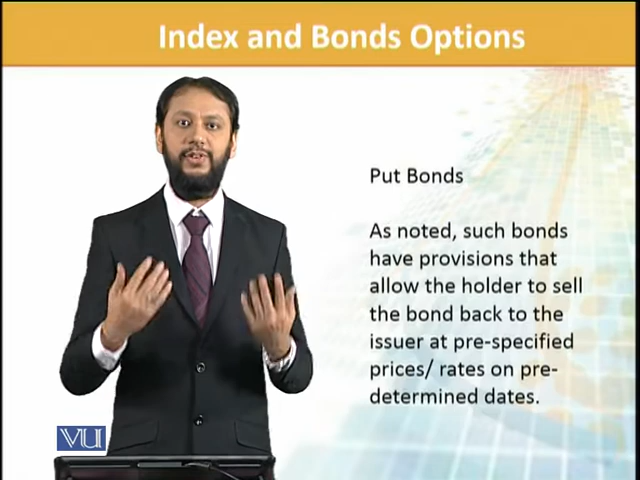 Index and Bonds Options
Put Bonds
As noted, such bonds
have provisions that
allow the holder to sell
the bond back to the
issuer at pre-specified
prices/ rates on pre-
determined dates.
VU